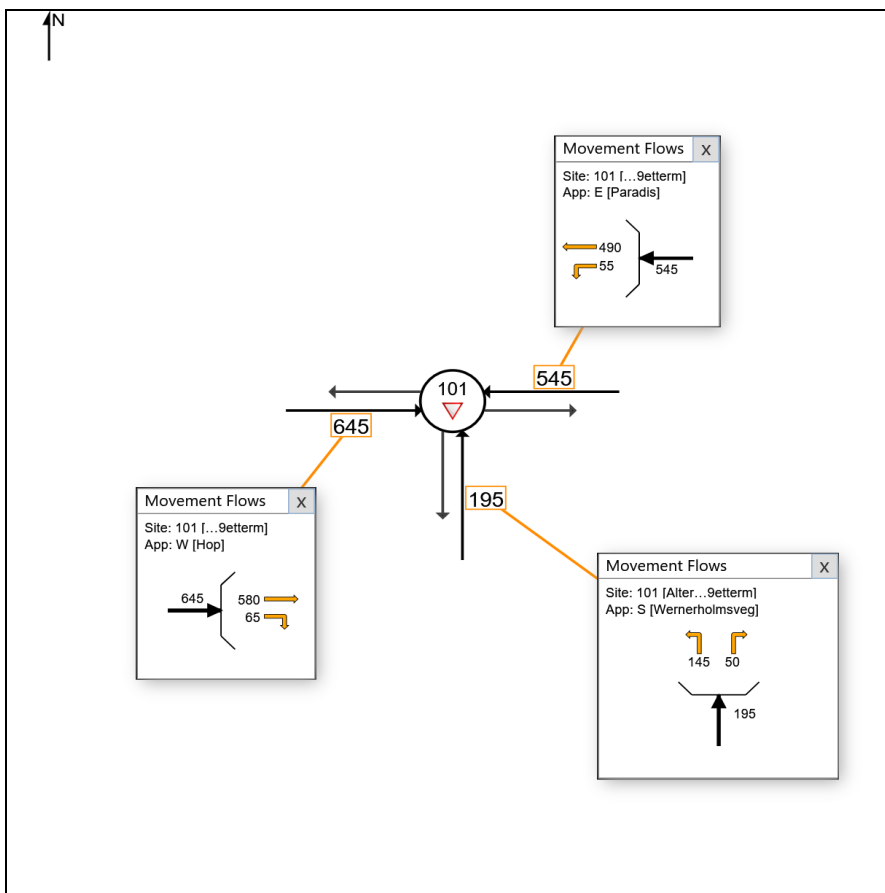 N
Movement Flows x
Site: 101 [...9etterm]
App: E [Paradis]
490
55
545
101
545
645
195
Movement Flows x
Site: 101 [...9etterm]
App: W [Hop]
645
580
65
Movement Flows x
Site: 101 [Alter...9etterm]
App: S [Wernerholmsveg]
145 50
195